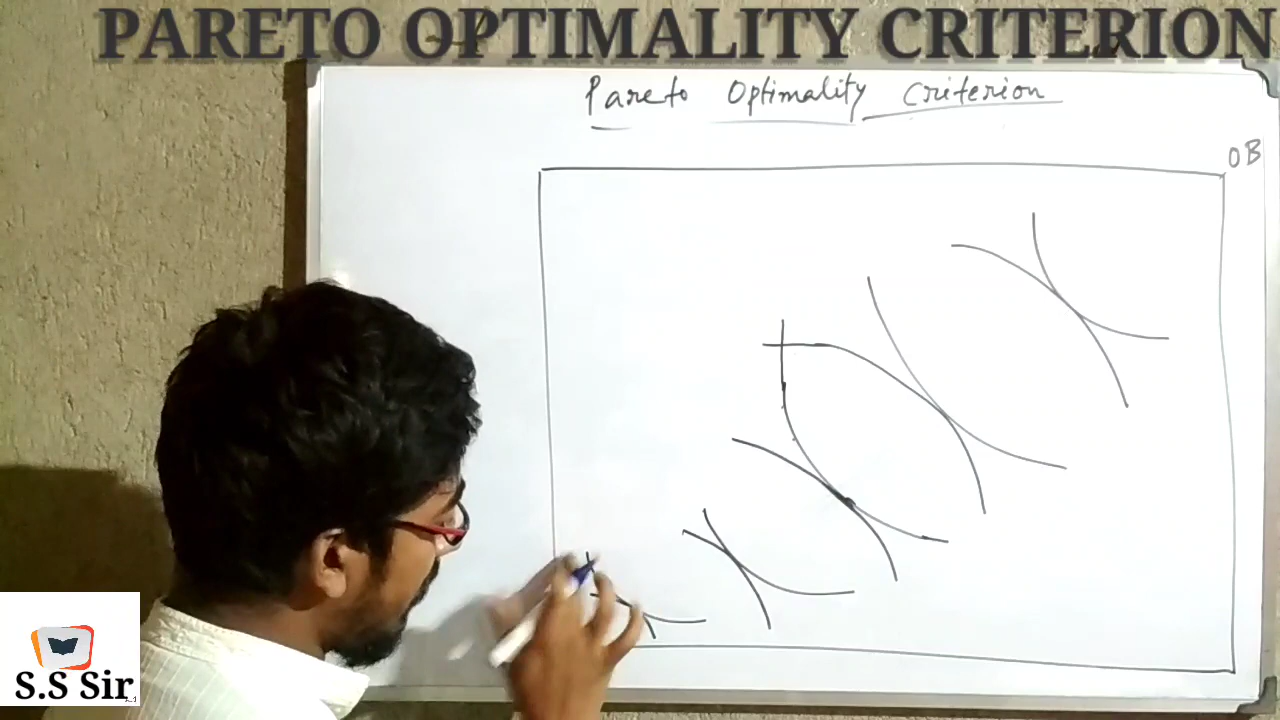 PARETO OPTIMALITY CRITERION
Pareto Optimality Criterion
OB
S.S Sir